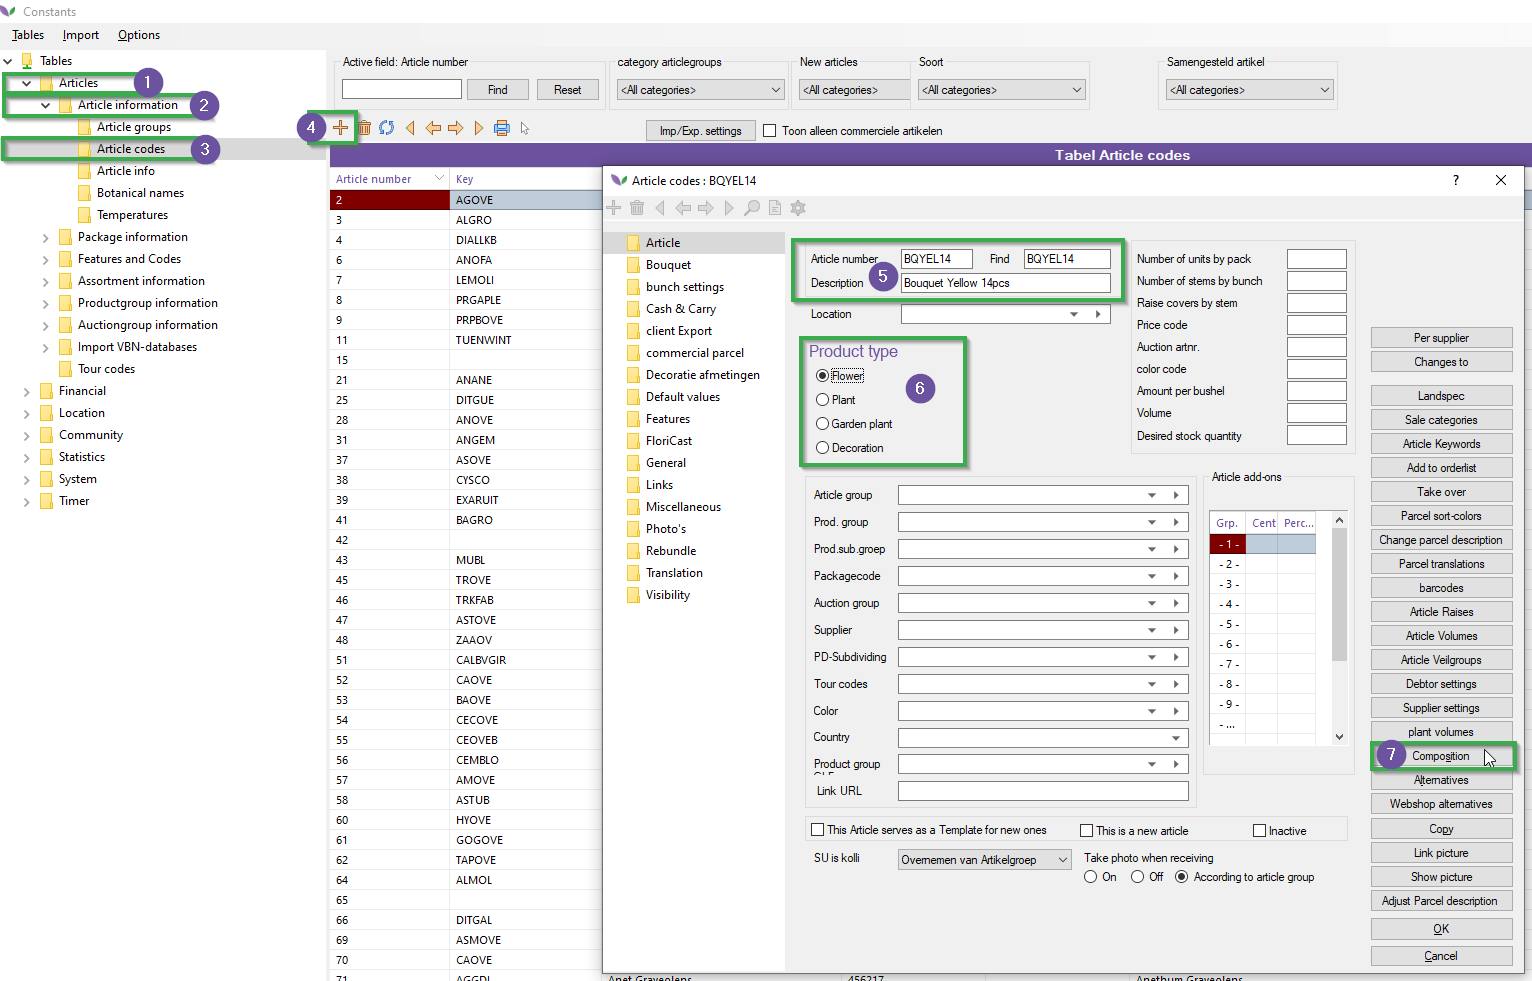 Constants
Tables Import Options
Tables
Articles 1
Article information 2
Article groups
Article codes 3
Article info
Botanical names
Temperatures
Package information
Features and Codes
Assortment information
Productgroup information
Auctiongroup information
Import VBN-databases
Tour codes
Financial
Location
Community
Statistics
System
Timer
Active field: Article number
Find Reset
category articlegroups
<All categories>
New articles
<All categories>
Soort
<All categories>
Samengesteld artikel
<All categories>
4
Imp/Exp. settings Toon alleen commerciele artikelen
Tabel Article codes
Article number Key
2 AGOVE
3 ALGRO
4 DIALLKB
6 ANOFA
7 LEMOLI
8 PRGAPLE
9 PRPBOVE
11 TUENWINT
15
21 ANANE
25 DITGUE
28 ANOVE
31 ANGEM
37 ASOVE
38 CYSCO
39 EXARUIT
41 BAGRO
42
43 MUBL
45 TROVE
46 TRKFAB
47 ASTOVE
48 ZAAOV
51 CALBVGIR
52 CAOVE
53 BAOVE
54 CECOVE
55 CEOVEB
56 CEMBLO
57 AMOVE
58 ASTUB
60 HYOVE
61 GOGOVE
62 TAPOVE
64 ALMOL
65
66 DITGAL
69 ASMOVE
70 CAOVE
71 AGGDI Anet Graveolens 456217 Anethum Graveolens
Article codes : BQYEL14 ?
Article
Bouquet
bunch settings
Cash & Carry
client Export
commercial parcel
Decoratie afmetingen
Default values
Features
FloriCast
General
Links
Miscellaneous
Photo's
Rebundle
Translation
Visibility
Article number BQYEL14 Find BQYEL14
5
Description Bouquet Yellow 14pcs
Location
Product type
Flower
6
Plant
Garden plant
Decoration
Number of units by pack
Number of stems by bunch
Raise covers by stem
Price code
Auction artnr.
color code
Amount per bushel
Volume
Desired stock quantity
Article group
Prod. group
Prod.sub.groep
Packagecode
Auction group
Supplier
PD-Subdividing
Tour codes
Color
Country
Product group
Link URL
Article add-ons
Grp. Cent Perc...
- 1 -
- 2 -
- 3 -
- 4 -
- 5 -
- 6 -
- 7 -
- 8 -
- 9 -
- ...
This Article serves as a Template for new ones This is a new article Inactive
SU is kolli Overnemen van Artikelgroep
Take photo when receiving
On Off According to article group
Per supplier
Changes to
Landspec
Sale categories
Article Keywords
Add to orderlist
Take over
Parcel sort-colors
Change parcel description
Parcel translations
barcodes
Article Raises
Article Volumes
Article Veilgroups
Debtor settings
Supplier settings
plant volumes
7 Composition
Alternatives
Webshop alternatives
Copy
Link picture
Show picture
Adjust Parcel description
OK
Cancel